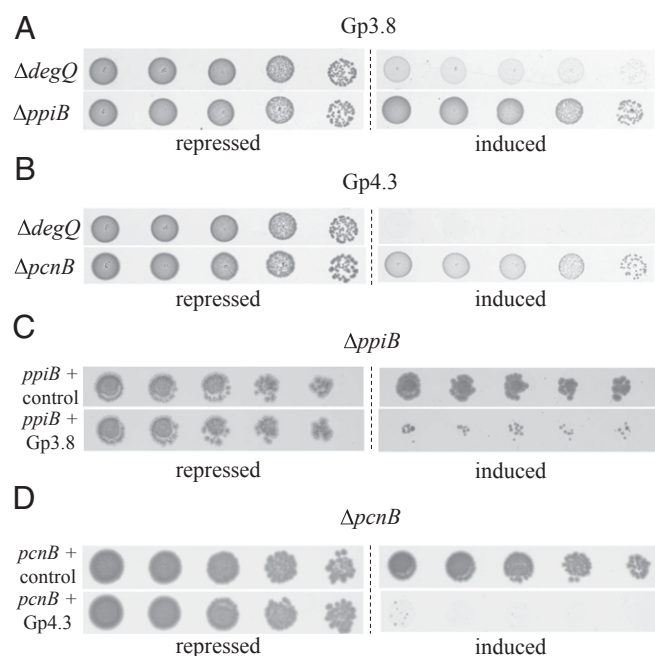 A
Gp3.8
ΔdegQ
ΔppiB
repressed
induced
B
Gp4.3
ΔdegQ
ΔpcnB
repressed
induced
C
ΔppiB
ppiB +
control
ppiB +
Gp3.8
repressed
induced
D
ΔpcnB
pcnB +
control
pcnB +
Gp4.3
repressed
induced